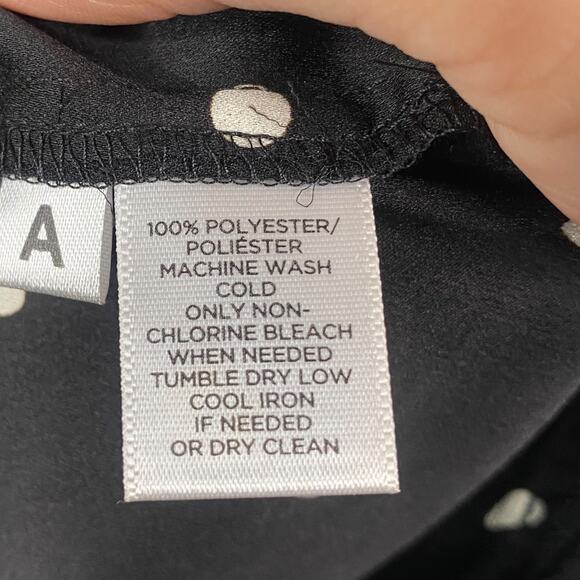 A
100% POLYESTER/
POLIÉSTER
MACHINE WASH
COLD
ONLY NON-
CHLORINE BLEACH
WHEN NEEDED
TUMBLE DRY LOW
COOL IRON
IF NEEDED
OR DRY CLEAN